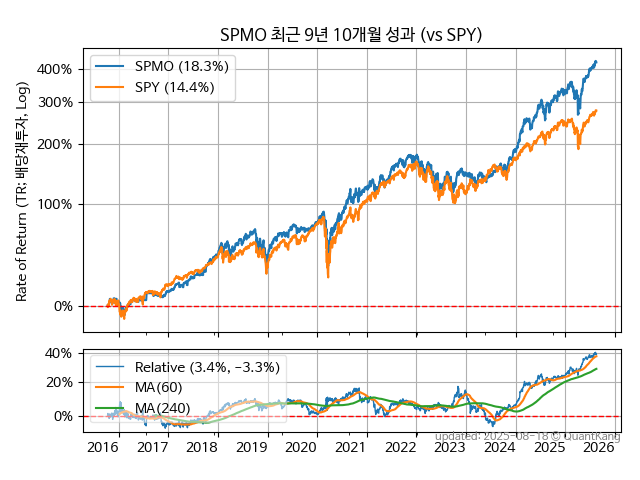 SPMO 최근 9년 10개월 성과 (vs SPY)
SPMO (18.3%)
SPY (14.4%)
Rate of Return (TR: 배당재투자, Log)
400%
300%
200%
100%
0%
40%
20%
0%
Relative (3.4%, −3.3%)
MA(60)
MA(240)
updated: 2025-08-18 © QuantKang
2016 2017 2018 2019 2020 2021 2022 2023 2024 2025 2026